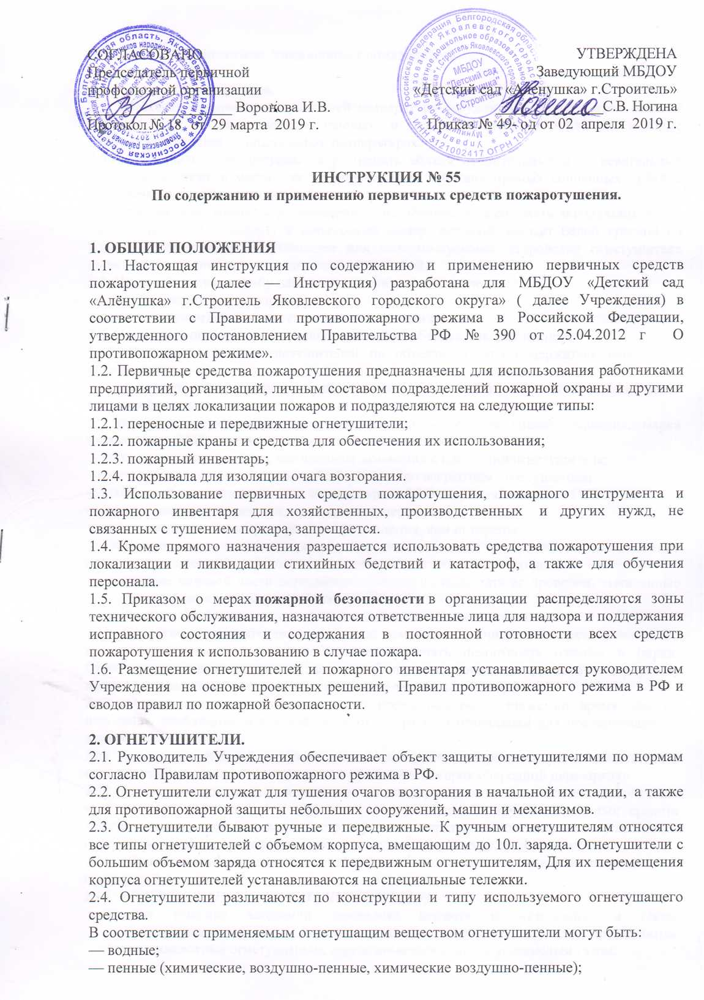 СОГЛАСОВАНО
Председатель первичной
профсоюзной организации
Воронова И.В.
Протокол № 18 от 29 марта 2019 г.
УТВЕРЖДЕНА
Заведующий МБДОУ
«Детский сад «Алёнушка» г.Строитель»
С.В. Ногина
Приказ № 49- од от 02 апреля 2019 г.
МБДОУ
"Детский сад
"Алёнушка"
г.Строитель"
ИНСТРУКЦИЯ № 55
По содержанию и применению первичных средств пожаротушения.
1. ОБЩИЕ ПОЛОЖЕНИЯ
1.1. Настоящая инструкция по содержанию и применению первичных средств
пожаротушения (далее — Инструкция) разработана для МБДОУ «Детский сад
«Алёнушка» г.Строитель Яковлевского городского округа» ( далее Учреждения) в
соответствии с Правилами противопожарного режима в Российской Федерации,
утвержденного постановлением Правительства РФ № 390 от 25.04.2012 г О
противопожарном режиме».
1.2. Первичные средства пожаротушения предназначены для использования работниками
предприятий, организаций, личным составом подразделений пожарной охраны и другими
лицами в целях локализации пожаров и подразделяются на следующие типы:
1.2.1. переносные и передвижные огнетушители;
1.2.2. пожарные краны и средства для обеспечения их использования;
1.2.3. пожарный инвентарь;
1.2.4. покрывала для изоляции очага возгорания.
1.3. Использование первичных средств пожаротушения, пожарного инструмента и
пожарного инвентаря для хозяйственных, производственных и других нужд, не
связанных с тушением пожара, запрещается.
1.4. Кроме прямого назначения разрешается использовать средства пожаротушения при
локализации и ликвидации стихийных бедствий и катастроф, а также для обучения
персонала.
1.5. Приказом о мерах пожарной безопасности в организации распределяются зоны
технического обслуживания, назначаются ответственные лица для надзора и поддержания
исправного состояния и содержания в постоянной готовности всех средств
пожаротушения к использованию в случае пожара.
1.6. Размещение огнетушителей и пожарного инвентаря устанавливается руководителем
Учреждения на основе проектных решений, Правил противопожарного режима в РФ и
сводов правил по пожарной безопасности.
2. ОГНЕТУШИТЕЛИ.
2.1. Руководитель Учреждения обеспечивает объект защиты огнетушителями по нормам
согласно Правилам противопожарного режима в РФ.
2.2. Огнетушители служат для тушения очагов возгорания в начальной их стадии, а также
для противопожарной защиты небольших сооружений, машин и механизмов.
2.3. Огнетушители бывают ручные и передвижные. К ручным огнетушителям относятся
все типы огнетушителей с объемом корпуса, вмещающим до 10л. заряда. Огнетушители с
большим объемом заряда относятся к передвижным огнетушителям, Для их перемещения
корпуса огнетушителей устанавливаются на специальные тележки.
2.4. Огнетушители различаются по конструкции и типу используемого огнетушащего
средства.
В соответствии с применяемым огнетушащим веществом огнетушители могут быть:
— водные;
— пенные (химические, воздушно-пенные, химические воздушно-пенные);